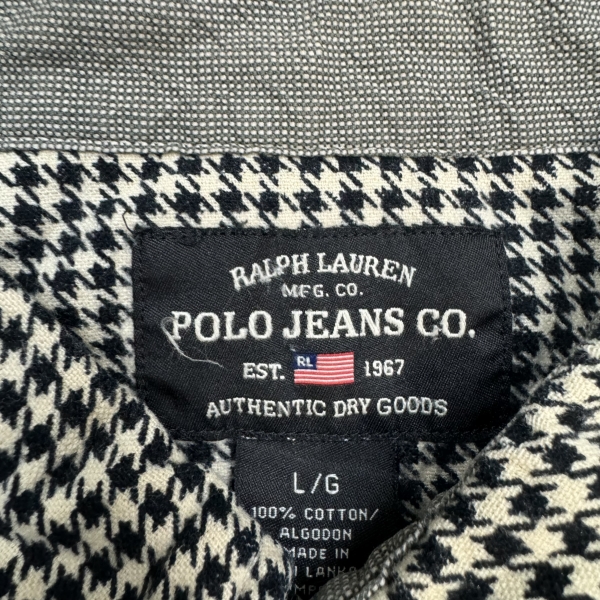 RALPH LAUREN
MFG. CO.
POLO JEANS CO.
EST. RL 1967
AUTHENTIC DRY GOODS
L/G
100% COTTON/
ALGODON
MADE IN
LANKA